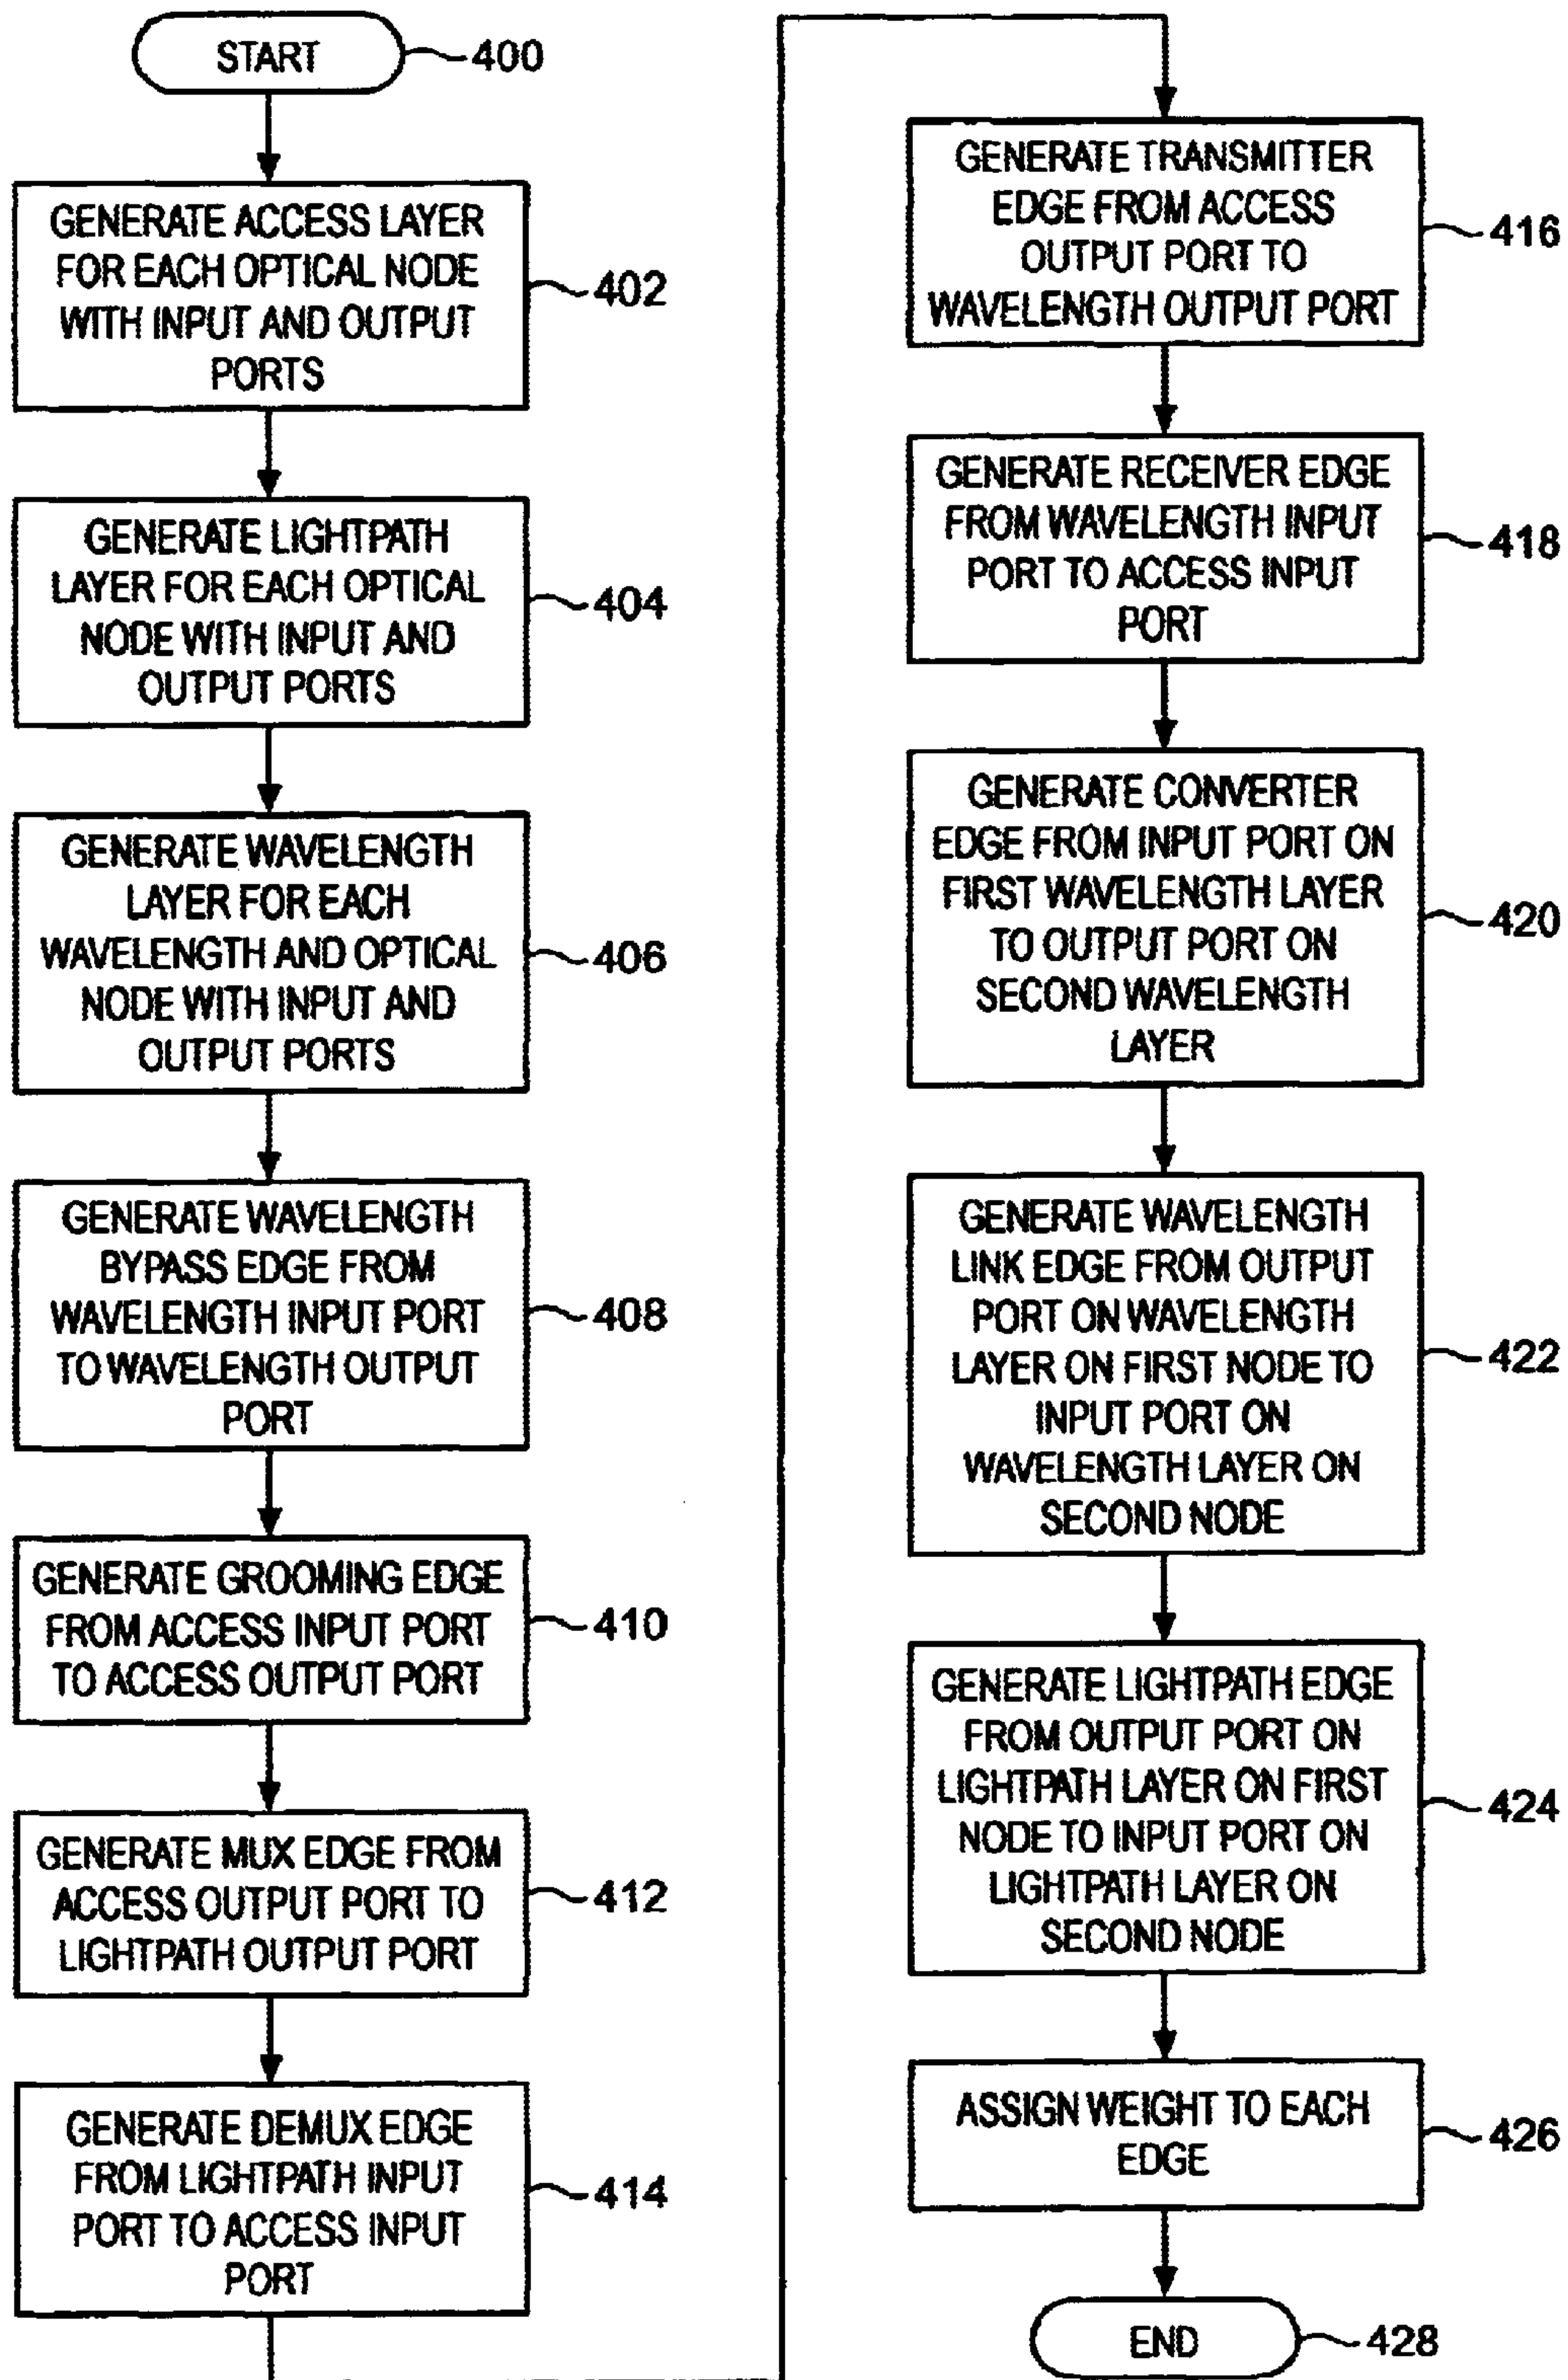 START
400
GENERATE ACCESS LAYER
FOR EACH OPTICAL NODE
WITH INPUT AND OUTPUT
PORTS
402
GENERATE LIGHTPATH
LAYER FOR EACH OPTICAL
NODE WITH INPUT AND
OUTPUT PORTS
404
GENERATE WAVELENGTH
LAYER FOR EACH
WAVELENGTH AND OPTICAL
NODE WITH INPUT AND
OUTPUT PORTS
406
GENERATE WAVELENGTH
BYPASS EDGE FROM
WAVELENGTH INPUT PORT
TO WAVELENGTH OUTPUT
PORT
408
GENERATE GROOMING EDGE
FROM ACCESS INPUT PORT
TO ACCESS OUTPUT PORT
410
GENERATE MUX EDGE FROM
ACCESS OUTPUT PORT TO
LIGHTPATH OUTPUT PORT
412
GENERATE DEMUX EDGE
FROM LIGHTPATH INPUT
PORT TO ACCESS INPUT
PORT
414
GENERATE TRANSMITTER
EDGE FROM ACCESS
OUTPUT PORT TO
WAVELENGTH OUTPUT PORT
416
GENERATE RECEIVER EDGE
FROM WAVELENGTH INPUT
PORT TO ACCESS INPUT
PORT
418
GENERATE CONVERTER
EDGE FROM INPUT PORT ON
FIRST WAVELENGTH LAYER
TO OUTPUT PORT ON
SECOND WAVELENGTH
LAYER
420
GENERATE WAVELENGTH
LINK EDGE FROM OUTPUT
PORT ON WAVELENGTH
LAYER ON FIRST NODE TO
INPUT PORT ON
WAVELENGTH LAYER ON
SECOND NODE
422
GENERATE LIGHTPATH EDGE
FROM OUTPUT PORT ON
LIGHTPATH LAYER ON FIRST
NODE TO INPUT PORT ON
LIGHTPATH LAYER ON
SECOND NODE
424
ASSIGN WEIGHT TO EACH
EDGE
426
END
428